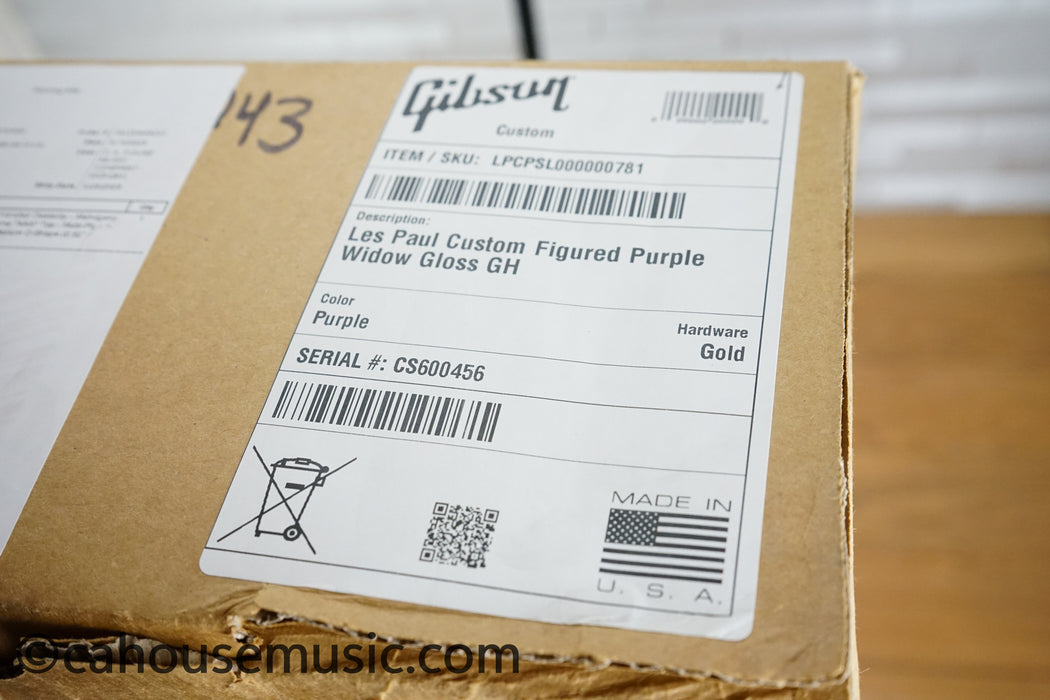 143
Gibson
Custom
ITEM / SKU: LPCPSL000000781
Description:
Les Paul Custom Figured Purple
Widow Gloss GH
Color
Purple
Hardware
Gold
SERIAL #: CS600456
MADE IN
U. S. A.
©cahousemusic.com